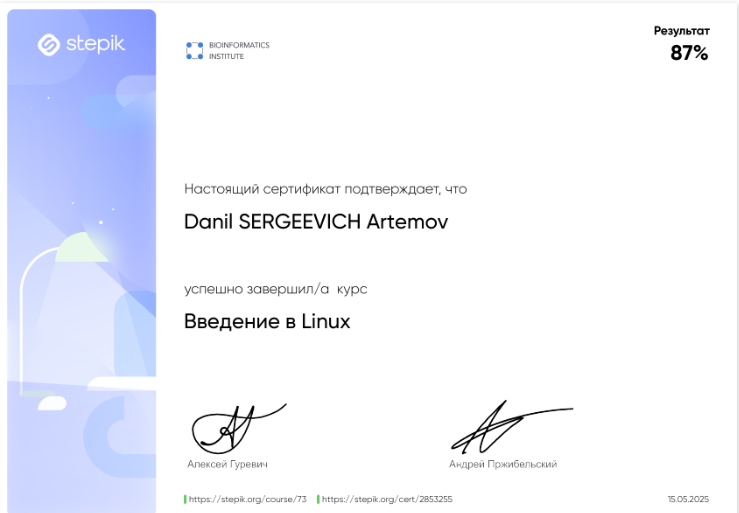 stepik
BIOINFORMATICS
INSTITUTE
Результат
87%
Настоящий сертификат подтверждает, что
Danil SERGEEVICH Artemov
успешно завершил/а курс
Введение в Linux
Алексей Гуревич
Андрей Пржибельский
https://stepik.org/course/73
https://stepik.org/cert/2853255
15.05.2025